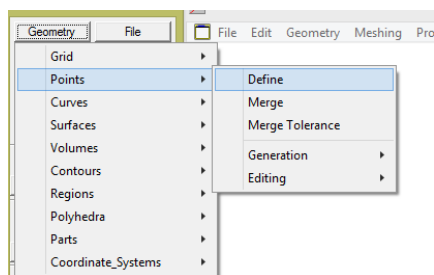 Geometry File File Edit Geometry Meshing Pro
Grid
Points Define
Curves Merge
Surfaces Merge Tolerance
Volumes
Generation
Contours
Editing
Regions
Polyhedra
Parts
Coordinate_Systems